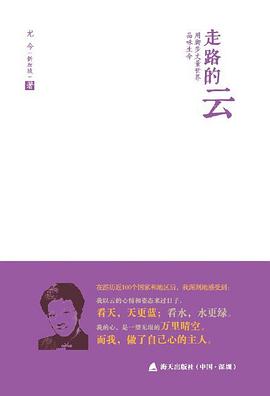 走路的云
用脚步丈量世界
品味生命
尤今
（新加坡）
著
在游历近100个国家和地区后，我深刻地感受到：
我以云的心情和姿态来过日子，
看天，天更蓝；看水，水更绿。
我的心，是一望无垠的万里晴空。
而我，做了自己心的主人。
海天出版社（中国·深圳）